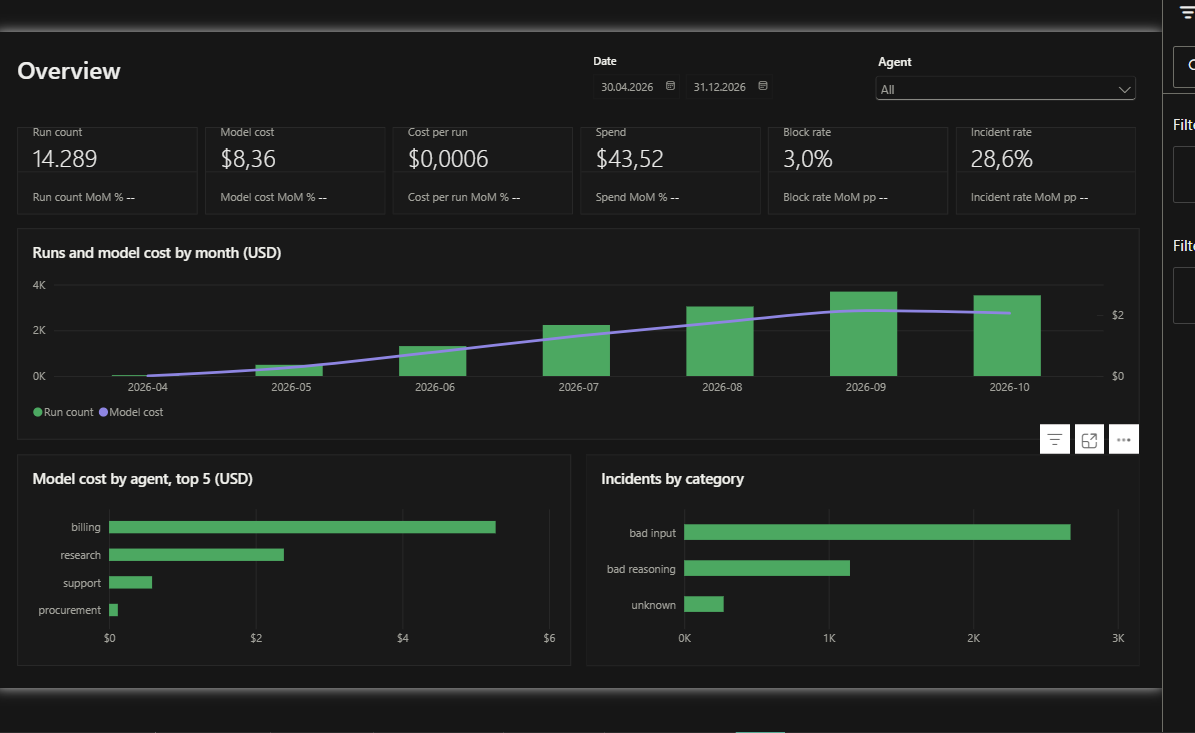 Overview
Date
30.04.2026 31.12.2026
Agent
All
Run count
14.289
Run count MoM % --
Model cost
$8,36
Model cost MoM % --
Cost per run
$0,0006
Cost per run MoM % --
Spend
$43,52
Spend MoM % --
Block rate
3,0%
Block rate MoM pp --
Incident rate
28,6%
Incident rate MoM pp --
Runs and model cost by month (USD)
4K
2K
0K
$2
$0
2026-04 2026-05 2026-06 2026-07 2026-08 2026-09 2026-10
Run count Model cost
Model cost by agent, top 5 (USD)
billing
research
support
procurement
$0 $2 $4 $6
Incidents by category
bad input
bad reasoning
unknown
0K 1K 2K 3K